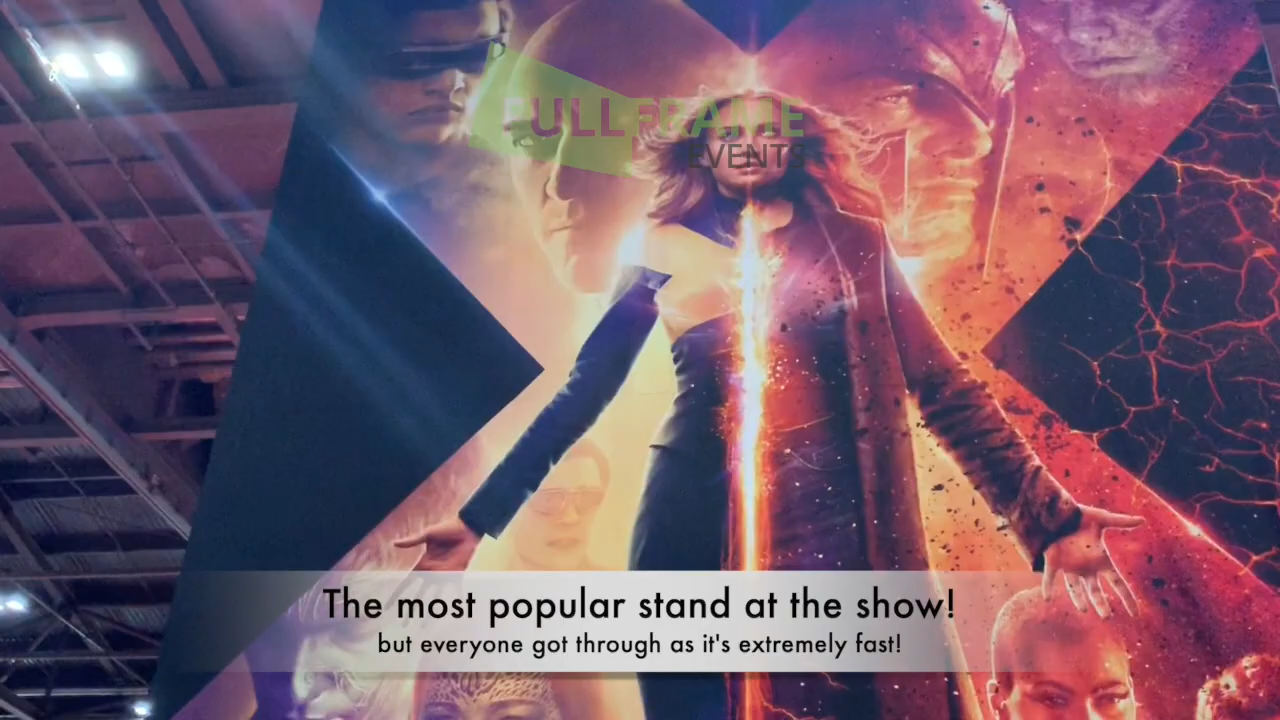 FULLFRAME
EVENTS
The most popular stand at the show!
but everyone got through as it's extremely fast!